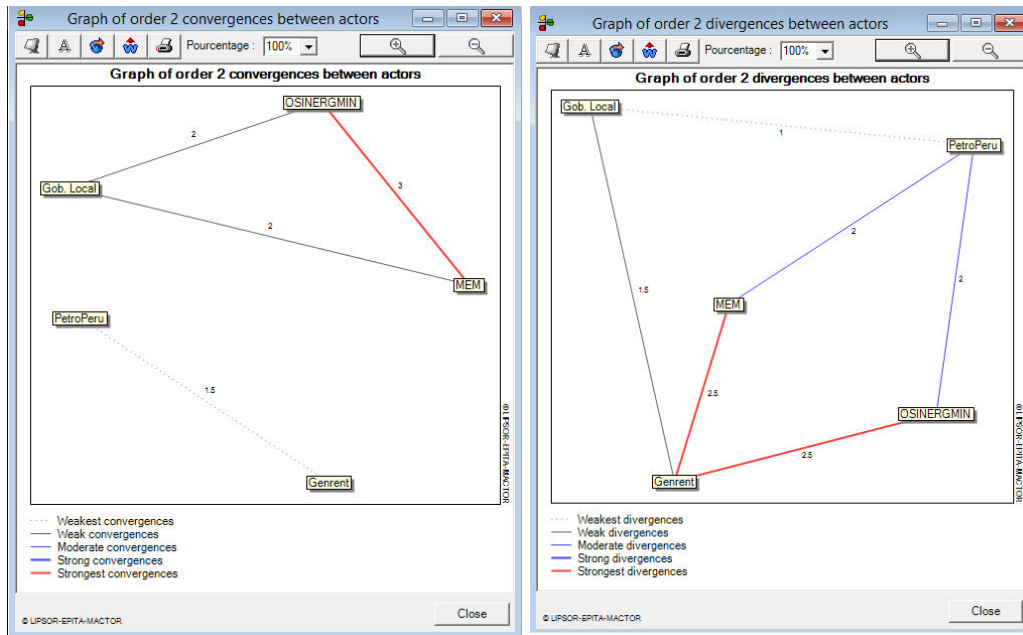 Graph of order 2 convergences between actors
A
Pourcentage : 100%
Graph of order 2 convergences between actors
OSINERGMIN
2
Gob. Local
3
2
MEM
PetroPeru
1.5
Genrent
©LIPSOR-EPITA-MACTOR
Weakest convergences
Weak convergences
Moderate convergences
Strong convergences
Strongest convergences
© LIPSOR-EPITA-MACTOR
Close
Graph of order 2 divergences between actors
A
Pourcentage : 100%
Graph of order 2 divergences between actors
Gob. Local
1
PetroPeru
2
2
1.5
MEM
2.5
OSINERGMIN
2.5
Genrent
©LIPSOR-EPITA-MACTOR
Weakest divergences
Weak divergences
Moderate divergences
Strong divergences
Strongest divergences
© LIPSOR-EPITA-MACTOR
Close